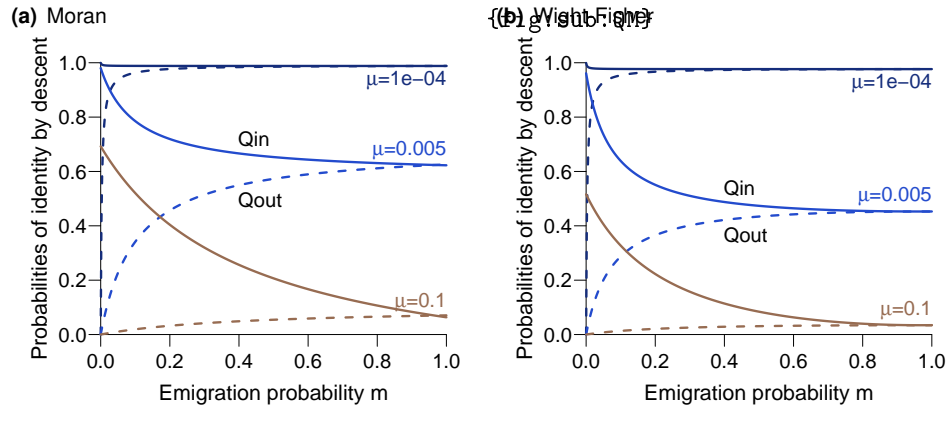 (a) Moran
Probabilities of identity by descent
1.0
0.8
0.6
0.4
0.2
0.0
μ=1e−04
Qin
μ=0.005
Qout
μ=0.1
0.0 0.2 0.4 0.6 0.8 1.0
Emigration probability m
(b) Wight-Fisher
Probabilities of identity by descent
1.0
0.8
0.6
0.4
0.2
0.0
μ=1e−04
μ=0.005
Qin
Qout
μ=0.1
0.0 0.2 0.4 0.6 0.8 1.0
Emigration probability m